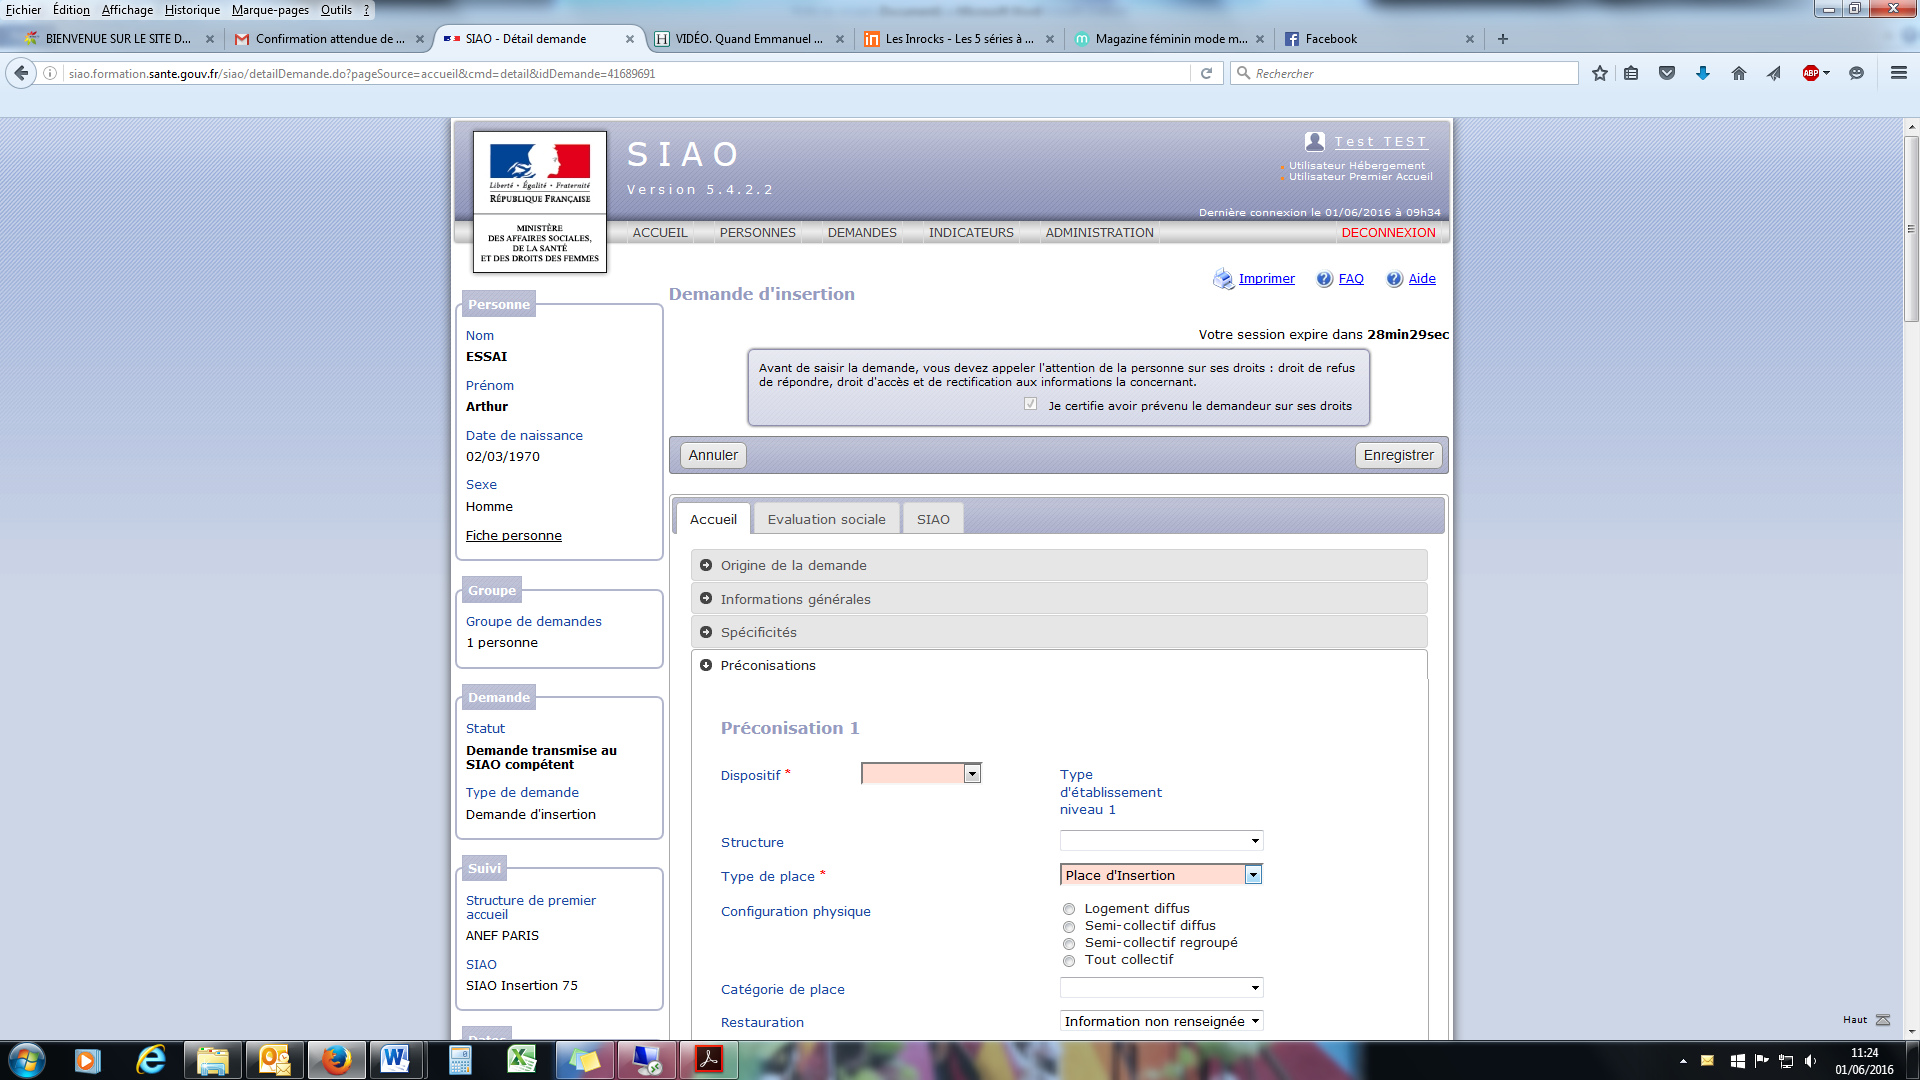 Fichier Édition Affichage Historique Marque-pages Outils ?
BIENVENUE SUR LE SITE D...
Confirmation attendue de ...
SIAO - Détail demande
VIDÉO. Quand Emmanuel ...
Les Inrocks - Les 5 séries à ...
Magazine féminin mode m...
Facebook
siao.formation.sante.gouv.fr/siao/detailDemande.do?pageSource=accueil&cmd=detail&idDemande=41689691
Rechercher
ABP
Liberté • Égalité • Fraternité
RÉPUBLIQUE FRANÇAISE
MINISTÈRE
DES AFFAIRES SOCIALES,
DE LA SANTÉ
ET DES DROITS DES FEMMES
SIAO
Version 5.4.2.2
Test TEST
Utilisateur Hébergement
Utilisateur Premier Accueil
Dernière connexion le 01/06/2016 à 09h34
ACCUEIL PERSONNES DEMANDES INDICATEURS ADMINISTRATION DECONNEXION
Imprimer FAQ Aide
Demande d'insertion
Votre session expire dans 28min29sec
Avant de saisir la demande, vous devez appeler l'attention de la personne sur ses droits : droit de refus
de répondre, droit d'accès et de rectification aux informations la concernant.
Je certifie avoir prévenu le demandeur sur ses droits
Annuler Enregistrer
Personne
Nom
ESSAI
Prénom
Arthur
Date de naissance
02/03/1970
Sexe
Homme
Fiche personne
Groupe
Groupe de demandes
1 personne
Demande
Statut
Demande transmise au
SIAO compétent
Type de demande
Demande d'insertion
Suivi
Structure de premier
accueil
ANEF PARIS
SIAO
SIAO Insertion 75
Dates
Accueil Evaluation sociale SIAO
Origine de la demande
Informations générales
Spécificités
Préconisations
Préconisation 1
Dispositif *
Type
d'établissement
niveau 1
Structure
Type de place * Place d'Insertion
Configuration physique
Logement diffus
Semi-collectif diffus
Semi-collectif regroupé
Tout collectif
Catégorie de place
Restauration Information non renseignée
Haut
11:24
01/06/2016